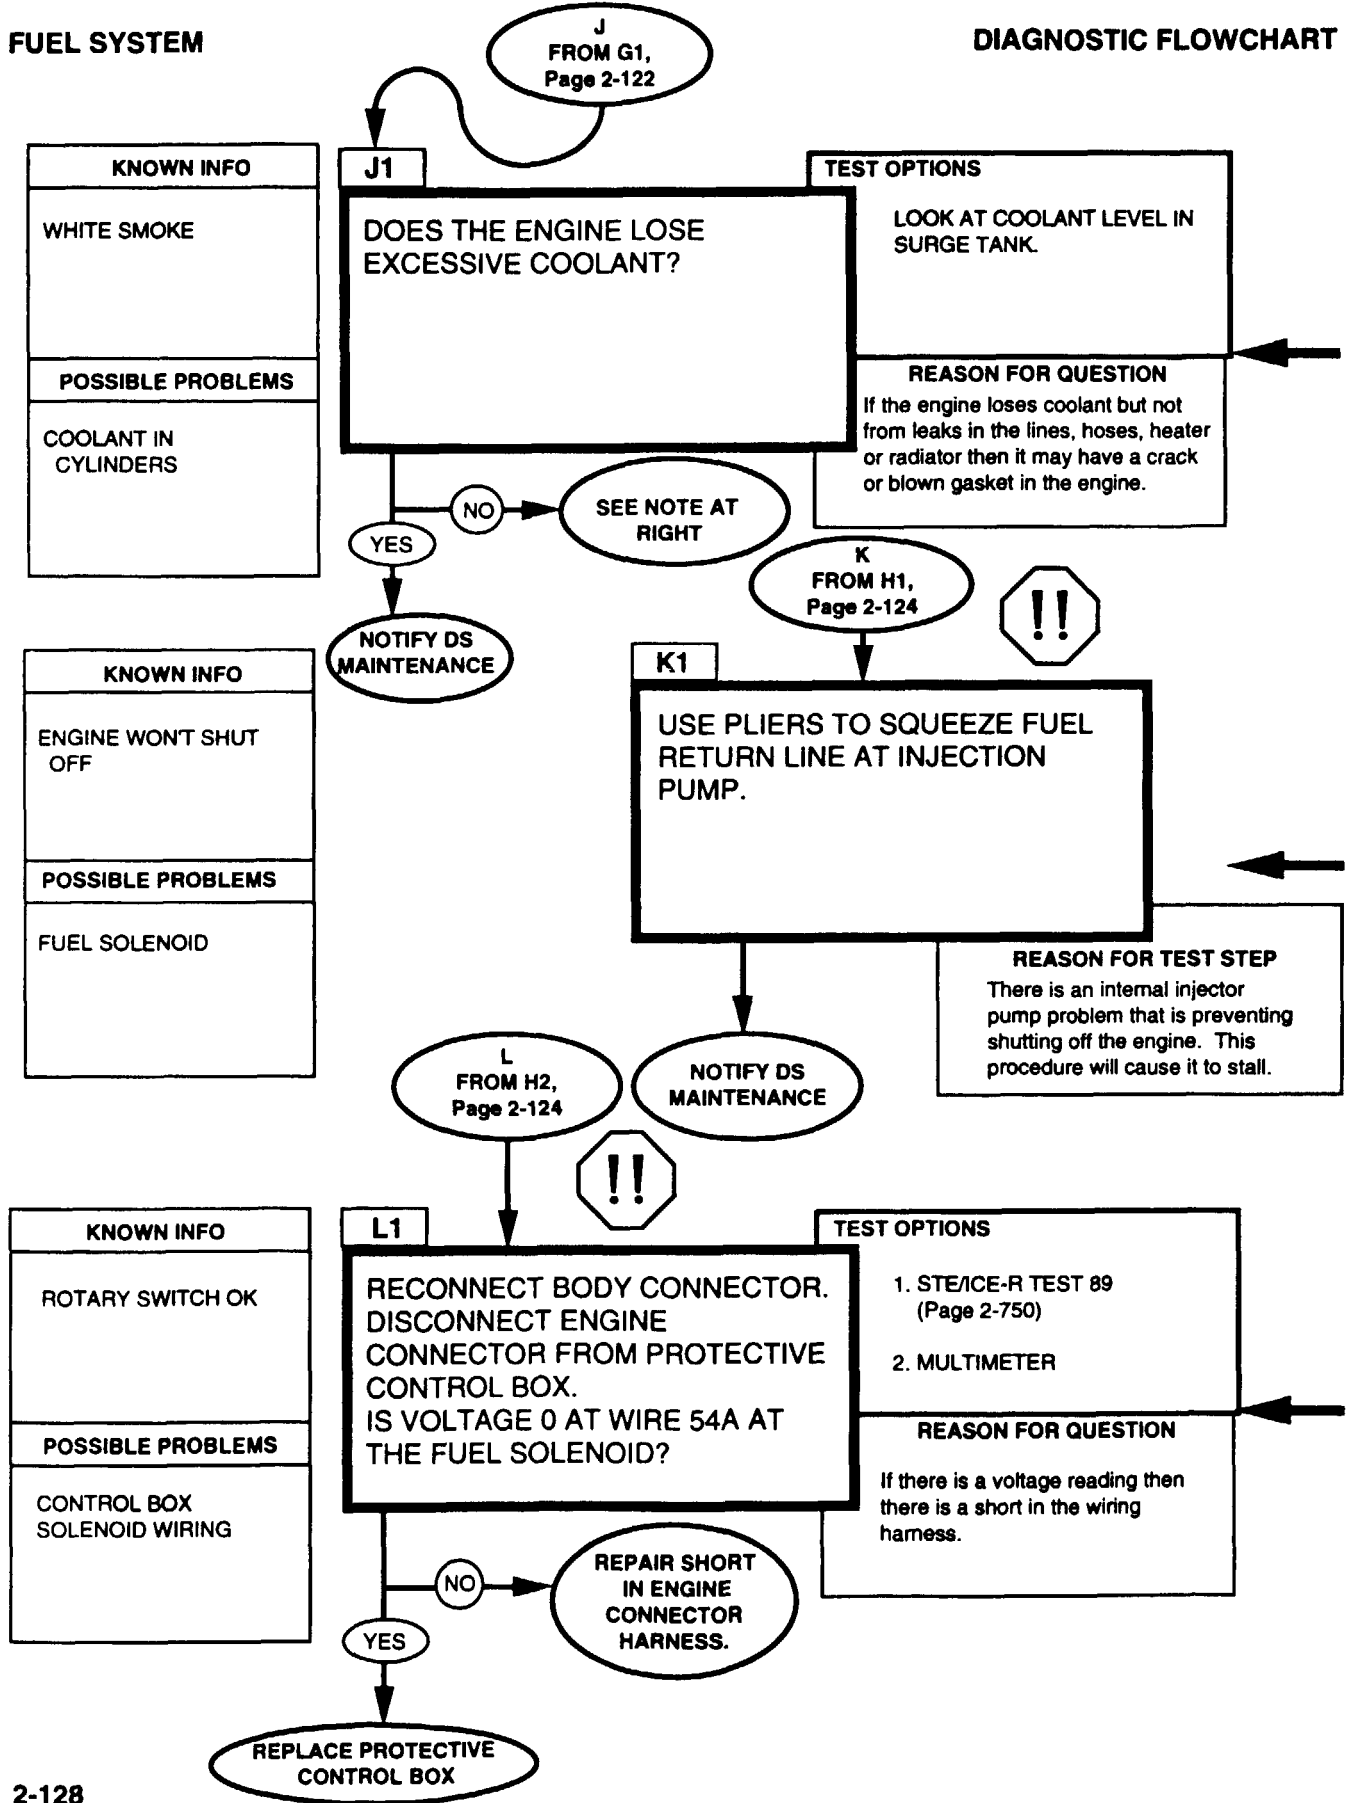 FUEL SYSTEM
DIAGNOSTIC FLOWCHART
J
FROM G1,
Page 2-122
KNOWN INFO
WHITE SMOKE
POSSIBLE PROBLEMS
COOLANT IN
CYLINDERS
J1
DOES THE ENGINE LOSE
EXCESSIVE COOLANT?
TEST OPTIONS
LOOK AT COOLANT LEVEL IN
SURGE TANK.
REASON FOR QUESTION
If the engine loses coolant but not
from leaks in the lines, hoses, heater
or radiator then it may have a crack
or blown gasket in the engine.
NO
SEE NOTE AT
RIGHT
YES
NOTIFY DS
MAINTENANCE
K
FROM H1,
Page 2-124
!!
KNOWN INFO
ENGINE WON'T SHUT
OFF
POSSIBLE PROBLEMS
FUEL SOLENOID
K1
USE PLIERS TO SQUEEZE FUEL
RETURN LINE AT INJECTION
PUMP.
REASON FOR TEST STEP
There is an internal injector
pump problem that is preventing
shutting off the engine. This
procedure will cause it to stall.
NOTIFY DS
MAINTENANCE
L
FROM H2,
Page 2-124
!!
KNOWN INFO
ROTARY SWITCH OK
POSSIBLE PROBLEMS
CONTROL BOX
SOLENOID WIRING
L1
RECONNECT BODY CONNECTOR.
DISCONNECT ENGINE
CONNECTOR FROM PROTECTIVE
CONTROL BOX.
IS VOLTAGE 0 AT WIRE 54A AT
THE FUEL SOLENOID?
TEST OPTIONS
1. STE/ICE-R TEST 89
(Page 2-750)
2. MULTIMETER
REASON FOR QUESTION
If there is a voltage reading then
there is a short in the wiring
harness.
NO
REPAIR SHORT
IN ENGINE
CONNECTOR
HARNESS.
YES
REPLACE PROTECTIVE
CONTROL BOX
2-128